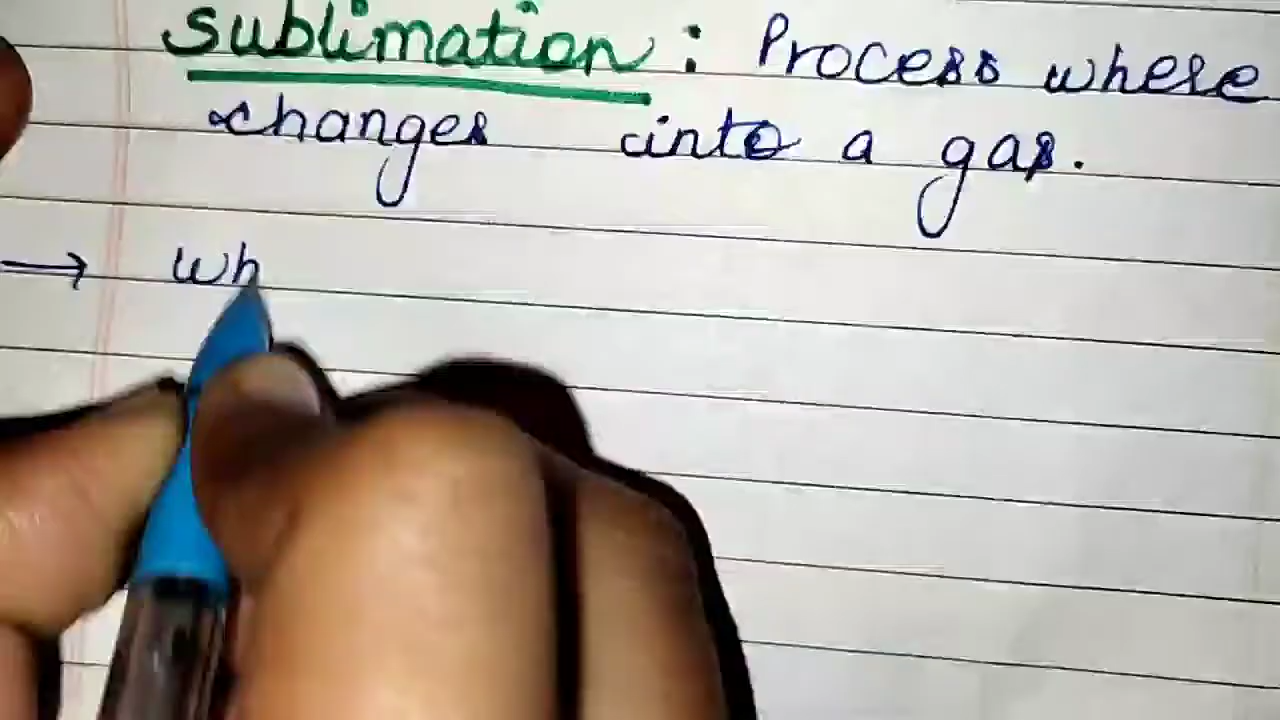 Sublimation : Process where
changes into a gas.
→ Wh